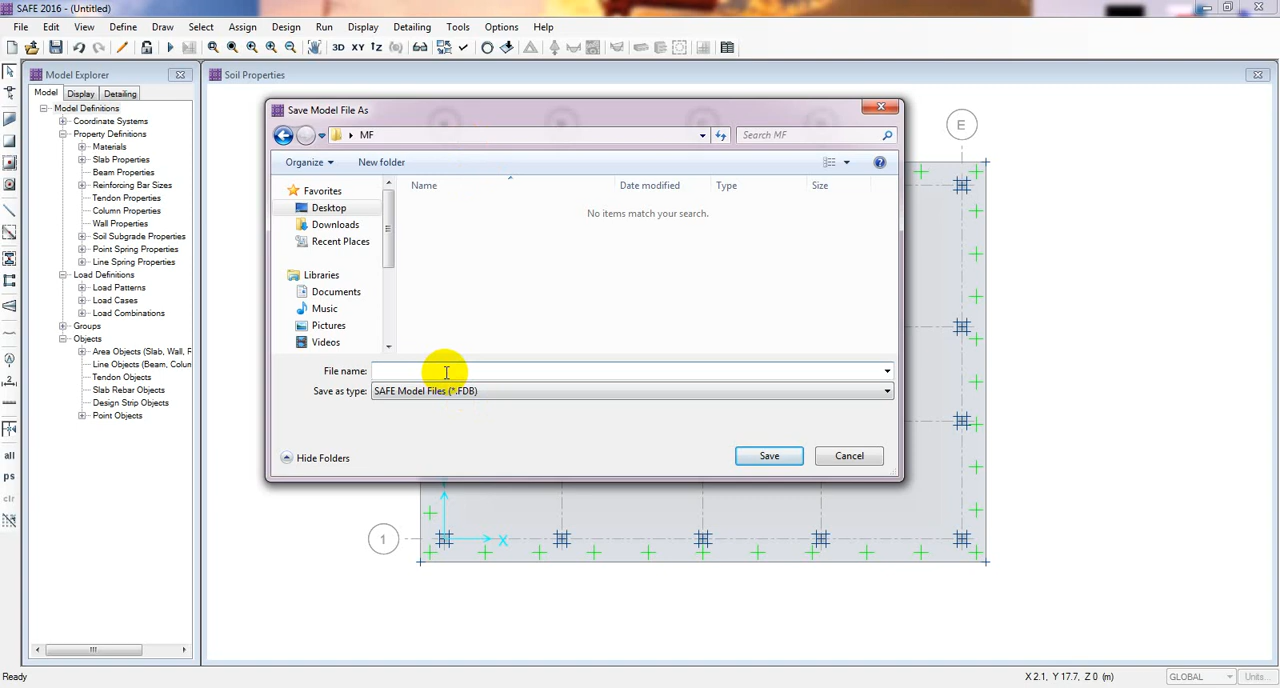 SAFE 2016 - (Untitled)
File Edit View Define Draw Select Assign Design Run Display Detailing Tools Options Help
3D XY XZ
Model Explorer
Soil Properties
Model Display Detailing
Model Definitions
Coordinate Systems
Property Definitions
Materials
Slab Properties
Beam Properties
Reinforcing Bar Sizes
Tendon Properties
Column Properties
Wall Properties
Soil Subgrade Properties
Point Spring Properties
Line Spring Properties
Load Definitions
Load Patterns
Load Cases
Load Combinations
Groups
Objects
Area Objects (Slab, Wall, F
Line Objects (Beam, Colun
Tendon Objects
Slab Rebar Objects
Design Strip Objects
Point Objects
all
ps
clr
Save Model File As
MF
Search MF
Organize
New folder
Name Date modified Type Size
No items match your search.
Favorites
Desktop
Downloads
Recent Places
Libraries
Documents
Music
Pictures
Videos
File name:
Save as type: SAFE Model Files (*.FDB)
Hide Folders
Save
Cancel
E
1
X
Ready
X 2.1, Y 17.7, Z 0 (m)
GLOBAL
Units...